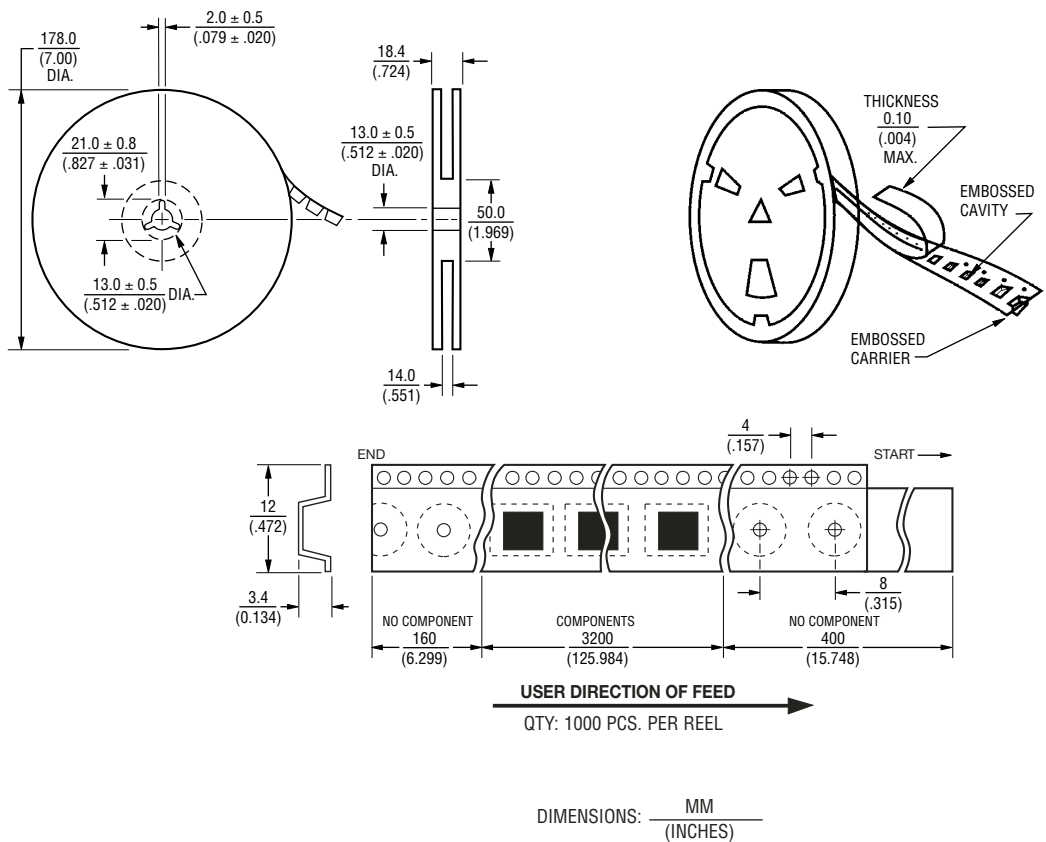 2.0 ± 0.5
(.079 ± .020)
178.0
(7.00)
DIA.
18.4
(.724)
21.0 ± 0.8
(.827 ± .031)
13.0 ± 0.5
(.512 ± .020)
DIA.
50.0
(1.969)
13.0 ± 0.5
(.512 ± .020)
DIA.
14.0
(.551)
THICKNESS
0.10
(.004)
MAX.
EMBOSSED
CAVITY
EMBOSSED
CARRIER
4
(.157)
END
START
12
(.472)
3.4
(0.134)
8
(.315)
NO COMPONENT
160
(6.299)
COMPONENTS
3200
(125.984)
NO COMPONENT
400
(15.748)
USER DIRECTION OF FEED
QTY: 1000 PCS. PER REEL
DIMENSIONS: MM
(INCHES)